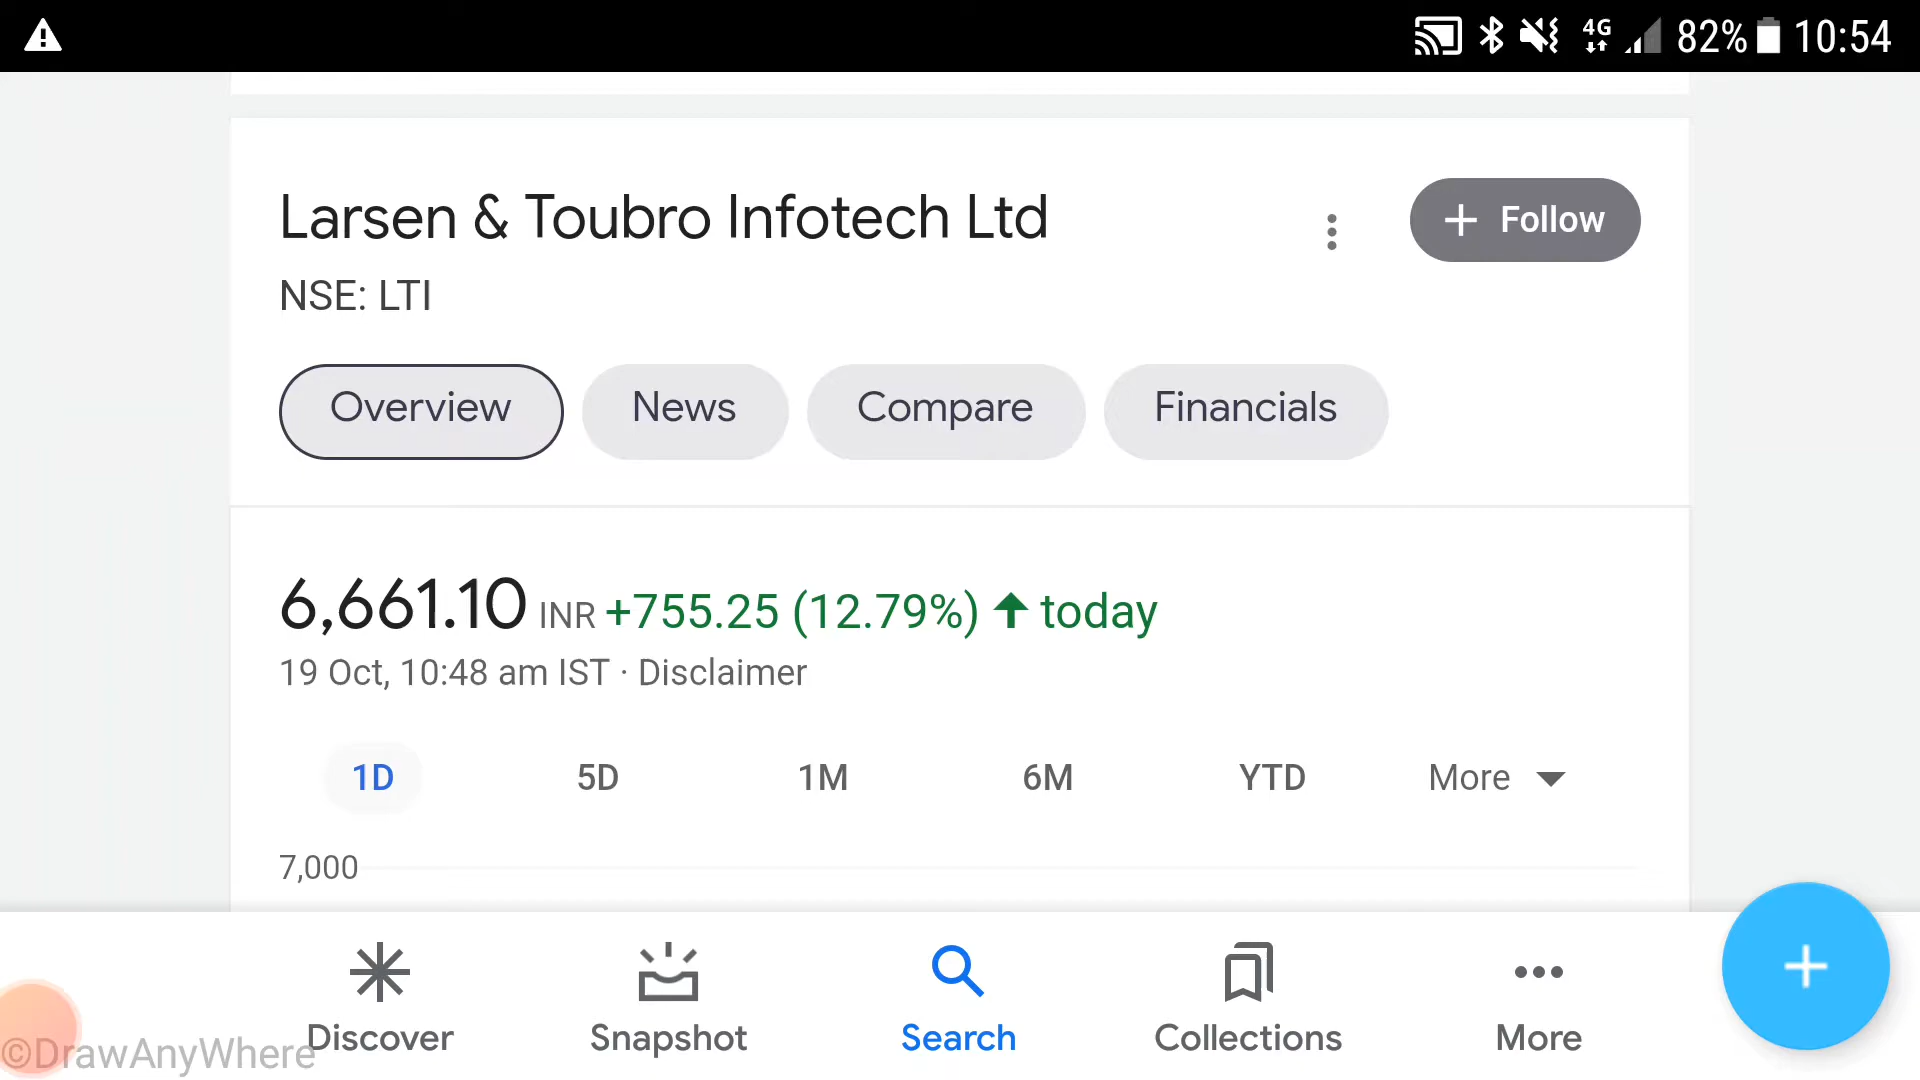 4G 82% 10:54
Larsen & Toubro Infotech Ltd
+ Follow
NSE: LTI
Overview News Compare Financials
6,661.10 INR +755.25 (12.79%) ↑ today
19 Oct, 10:48 am IST · Disclaimer
1D 5D 1M 6M YTD More
7,000
Discover Snapshot Search Collections More
©DrawAnyWhere